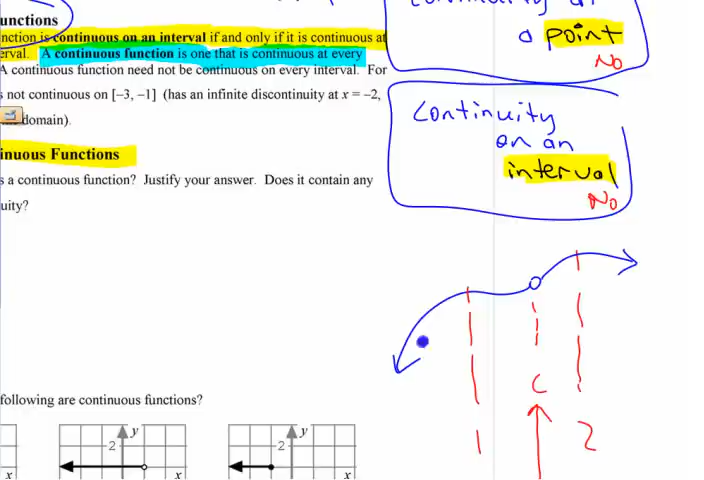 unctions
nction is continuous on an interval if and only if it is continuous at
erval. A continuous function is one that is continuous at every
A continuous function need not be continuous on every interval. For
s not continuous on [−3, −1] (has an infinite discontinuity at x = −2,
domain).
inuous Functions
s a continuous function? Justify your answer. Does it contain any
uity?
following are continuous functions?
y
2
x
y
2
x
x
a point
No
Continuity
on an
interval
No
C
1
2